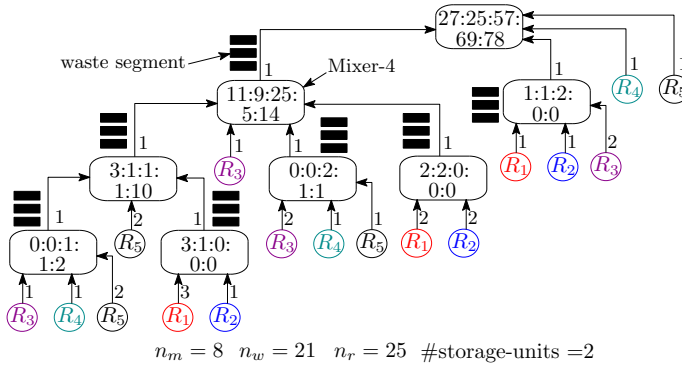 27:25:57:
69:78
waste segment
Mixer-4
1
1
1
1
11:9:25:
5:14
R4
R5
1:1:2:
0:0
1
1
1
1
1
1
2
3:1:1:
1:10
R3
0:0:2:
1:1
2:2:0:
0:0
R1
R2
R3
1
1
2
2
1
1
2
2
0:0:1:
1:2
R5
3:1:0:
0:0
R3
R4
R5
R1
R2
1
1
2
3
1
R3
R4
R5
R1
R2
nm = 8 nw = 21 nr = 25 #storage-units =2